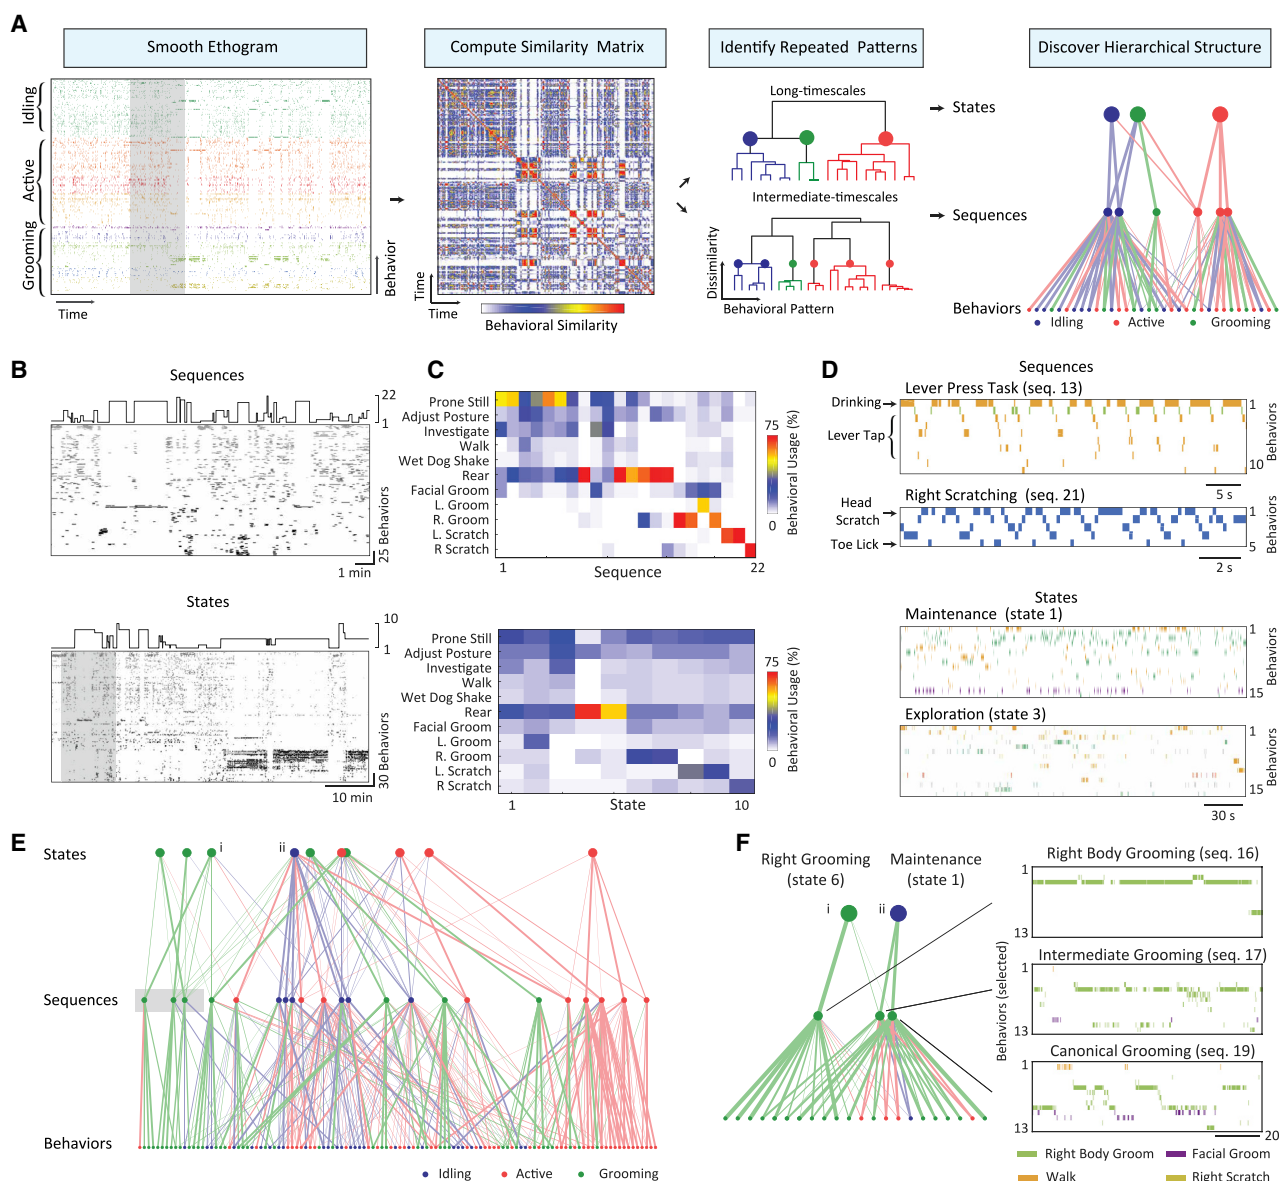 A
Smooth Ethogram
Compute Similarity Matrix
Identify Repeated Patterns
Discover Hierarchical Structure
Idling
Active
Grooming
Time
Behavior
Time
Time
Behavioral Similarity
Long-timescales
Intermediate-timescales
Dissimilarity
Behavioral Pattern
States
Sequences
Behaviors
Idling
Active
Grooming
B
Sequences
22
1
25 Behaviors
1 min
States
10
1
30 Behaviors
10 min
C
Prone Still
Adjust Posture
Investigate
Walk
Wet Dog Shake
Rear
Facial Groom
L. Groom
R. Groom
L. Scratch
R Scratch
1
Sequence
22
75
0
Behavioral Usage (%)
Prone Still
Adjust Posture
Investigate
Walk
Wet Dog Shake
Rear
Facial Groom
L. Groom
R. Groom
L. Scratch
R Scratch
1
State
10
75
0
Behavioral Usage (%)
D
Sequences
Lever Press Task (seq. 13)
Drinking
Lever Tap
1
10
Behaviors
5 s
Right Scratching (seq. 21)
Head
Scratch
Toe Lick
1
5
Behaviors
2 s
States
Maintenance (state 1)
1
15
Behaviors
Exploration (state 3)
1
15
Behaviors
30 s
E
States
i
ii
Sequences
Behaviors
Idling
Active
Grooming
F
Right Grooming
(state 6)
Maintenance
(state 1)
i
ii
Behaviors (selected)
Right Body Grooming (seq. 16)
1
13
Intermediate Grooming (seq. 17)
1
13
Canonical Grooming (seq. 19)
1
13
20
Right Body Groom
Facial Groom
Walk
Right Scratch